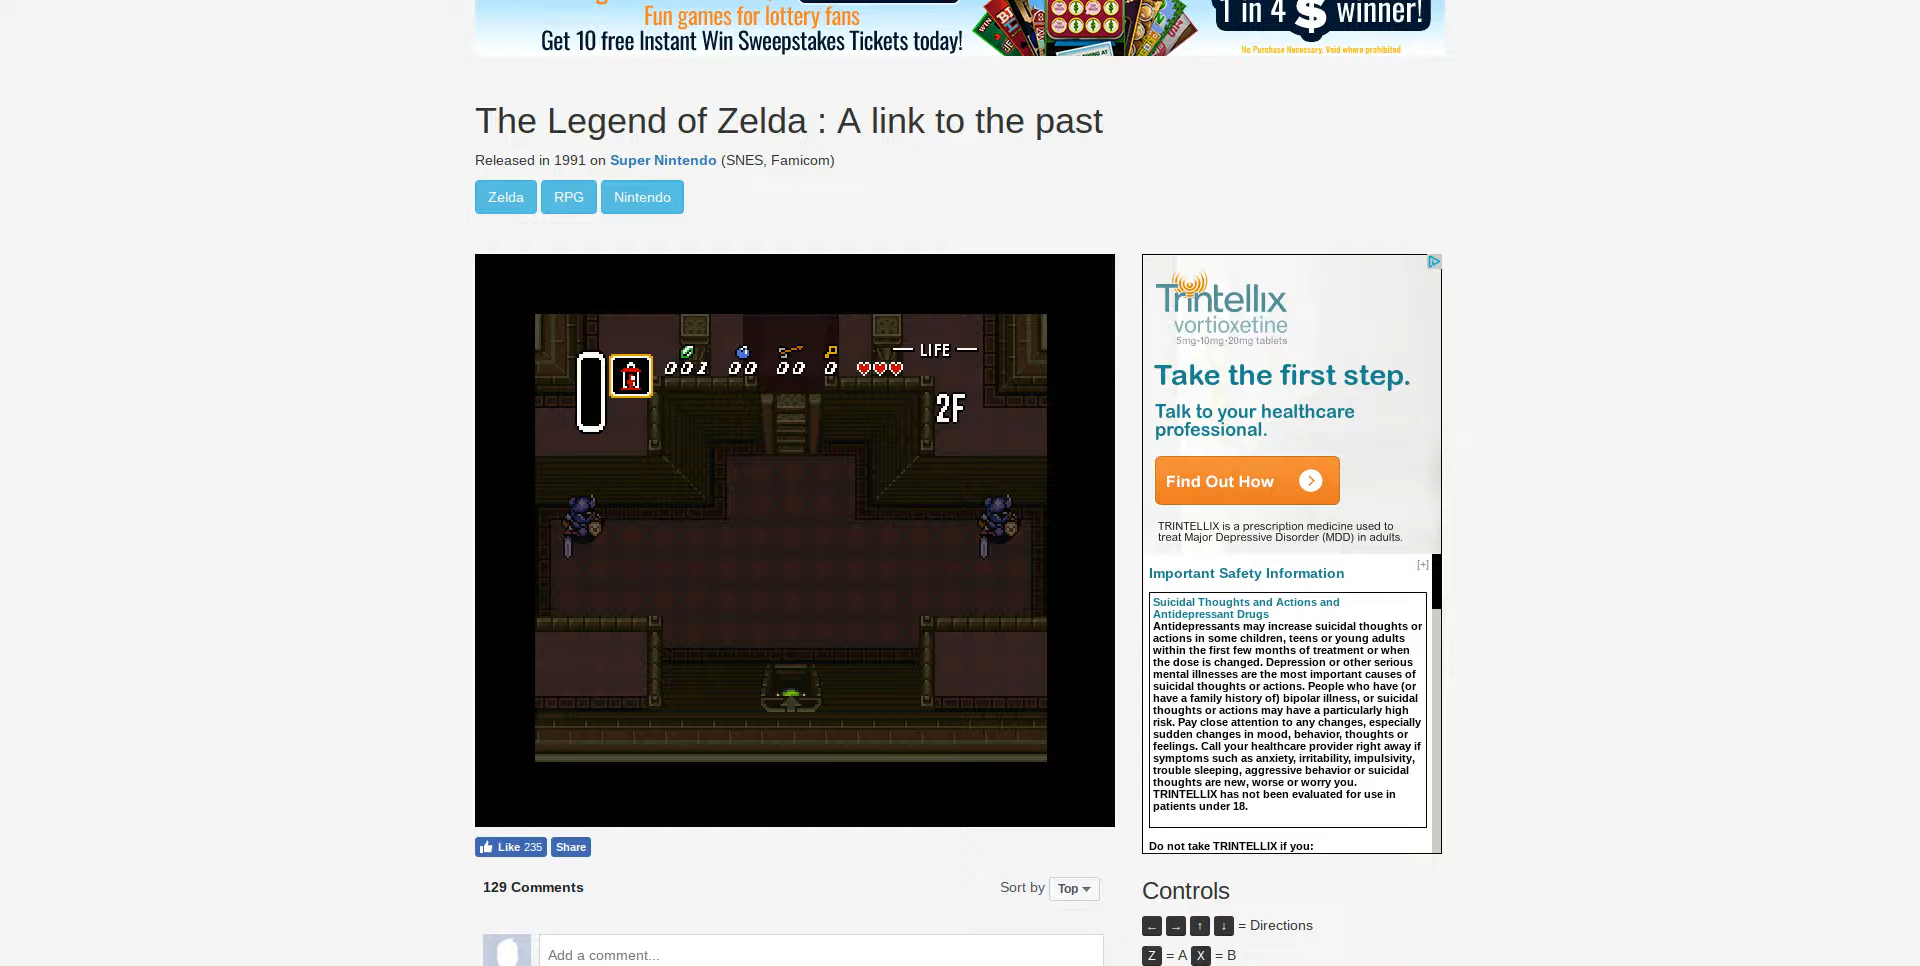 Fun games for lottery fans
Get 10 free Instant Win Sweepstakes Tickets today!
1 in 4 $ winner!
No Purchase Necessary, Void where prohibited
The Legend of Zelda : A link to the past
Released in 1991 on Super Nintendo (SNES, Famicom)
Zelda RPG Nintendo
LIFE
001 00 00 0
2F
Trintellix
vortioxetine
5mg•10mg•20mg tablets
Take the first step.
Talk to your healthcare
professional.
Find Out How
TRINTELLIX is a prescription medicine used to
treat Major Depressive Disorder (MDD) in adults.
[+]
Important Safety Information
Suicidal Thoughts and Actions and
Antidepressant Drugs
Antidepressants may increase suicidal thoughts or
actions in some children, teens or young adults
within the first few months of treatment or when
the dose is changed. Depression or other serious
mental illnesses are the most important causes of
suicidal thoughts or actions. People who have (or
have a family history of) bipolar illness, or suicidal
thoughts or actions may have a particularly high
risk. Pay close attention to any changes, especially
sudden changes in mood, behavior, thoughts or
feelings. Call your healthcare provider right away if
symptoms such as anxiety, irritability, impulsivity,
trouble sleeping, aggressive behavior or suicidal
thoughts are new, worse or worry you.
TRINTELLIX has not been evaluated for use in
patients under 18.
Do not take TRINTELLIX if you:
Like 235 Share
129 Comments
Sort by Top
Add a comment...
Controls
← → ↑ ↓ = Directions
Z = A X = B